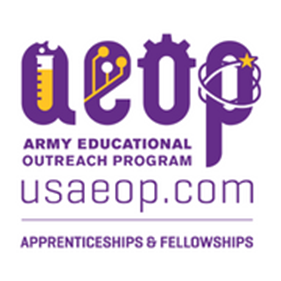 aeop
ARMY EDUCATIONAL
OUTREACH PROGRAM
usaeop.com
APPRENTICESHIPS & FELLOWSHIPS